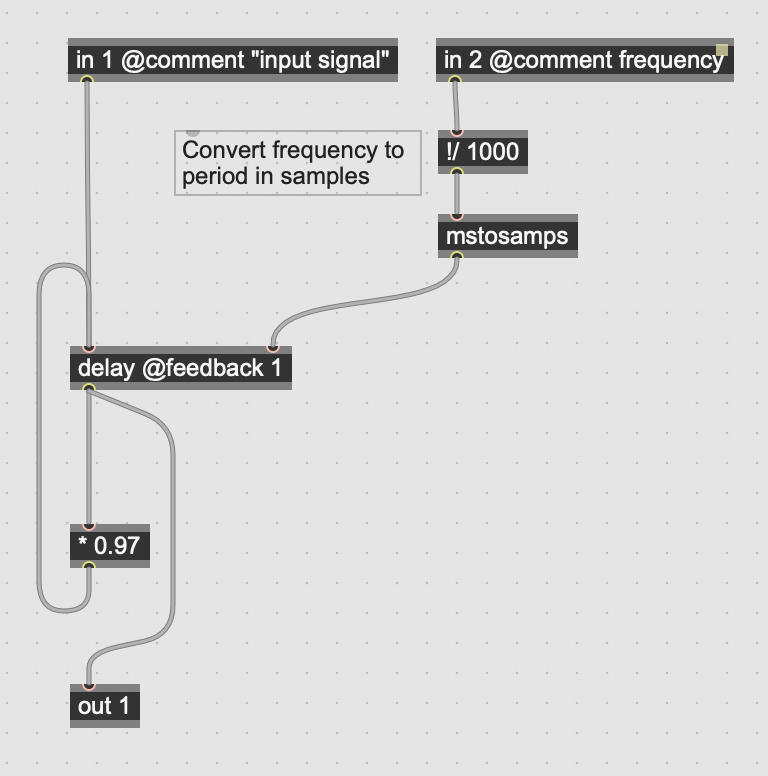 in 1 @comment "input signal"
in 2 @comment frequency
Convert frequency to
period in samples
!/ 1000
mstosamps
delay @feedback 1
* 0.97
out 1